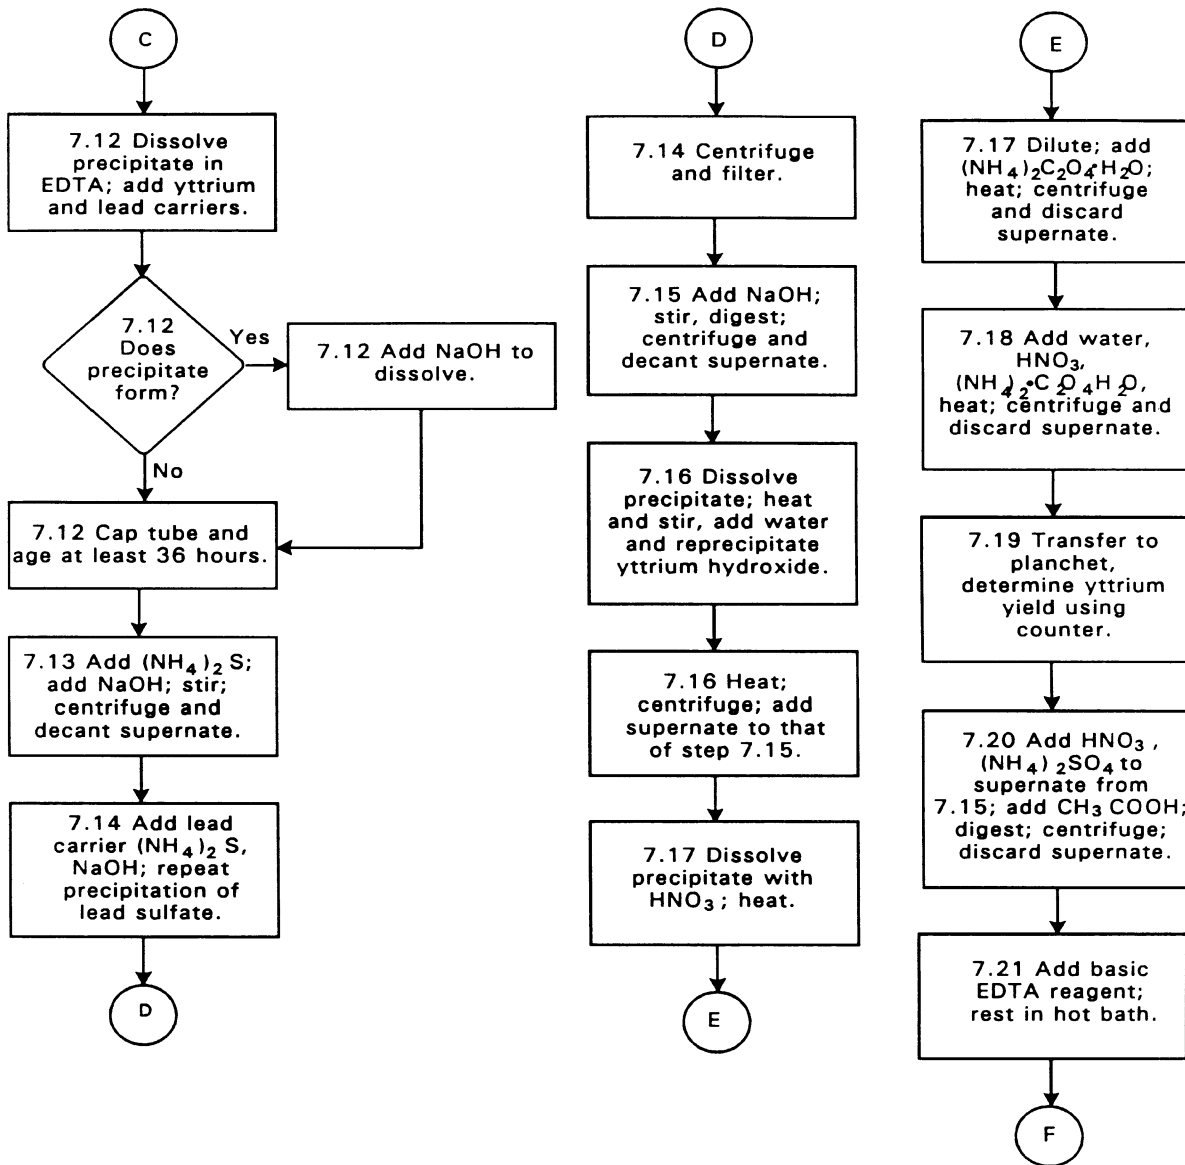 C
7.12 Dissolve
precipitate in
EDTA; add yttrium
and lead carriers.
7.12
Does
precipitate
form?
Yes
7.12 Add NaOH to
dissolve.
No
7.12 Cap tube and
age at least 36 hours.
7.13 Add (NH4)2 S;
add NaOH; stir;
centrifuge and
decant supernate.
7.14 Add lead
carrier (NH4)2 S,
NaOH; repeat
precipitation of
lead sulfate.
D
D
7.14 Centrifuge
and filter.
7.15 Add NaOH;
stir, digest;
centrifuge and
decant supernate.
7.16 Dissolve
precipitate; heat
and stir, add water
and reprecipitate
yttrium hydroxide.
7.16 Heat;
centrifuge; add
supernate to that
of step 7.15.
7.17 Dissolve
precipitate with
HNO3; heat.
E
E
7.17 Dilute; add
(NH4)2C2O4•H2O;
heat; centrifuge
and discard
supernate.
7.18 Add water,
HNO3,
(NH4)2•C2O4H2O,
heat; centrifuge and
discard supernate.
7.19 Transfer to
planchet,
determine yttrium
yield using
counter.
7.20 Add HNO3,
(NH4)2SO4 to
supernate from
7.15; add CH3COOH;
digest; centrifuge;
discard supernate.
7.21 Add basic
EDTA reagent;
rest in hot bath.
F